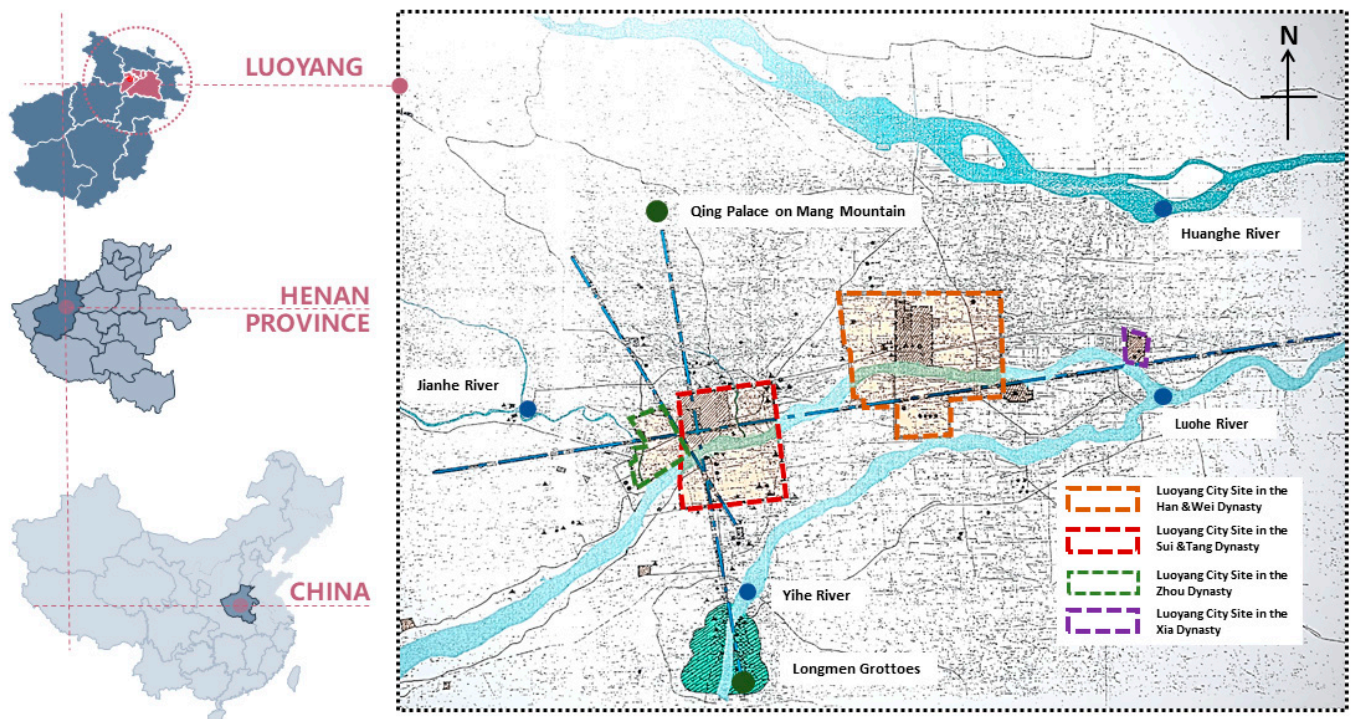 LUOYANG
HENAN
PROVINCE
CHINA
N
Qing Palace on Mang Mountain
Huanghe River
Jianhe River
Luohe River
Yihe River
Longmen Grottoes
Luoyang City Site in the
Han &Wei Dynasty
Luoyang City Site in the
Sui &Tang Dynasty
Luoyang City Site in the
Zhou Dynasty
Luoyang City Site in the
Xia Dynasty